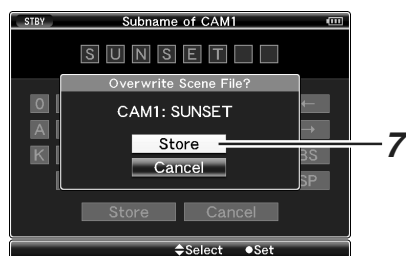 STBY Subname of CAM1
S U N S E T
Overwrite Scene File?
0 ←
CAM1: SUNSET
A →
Store 7
K BS
Cancel
SP
Store Cancel
Select ●Set